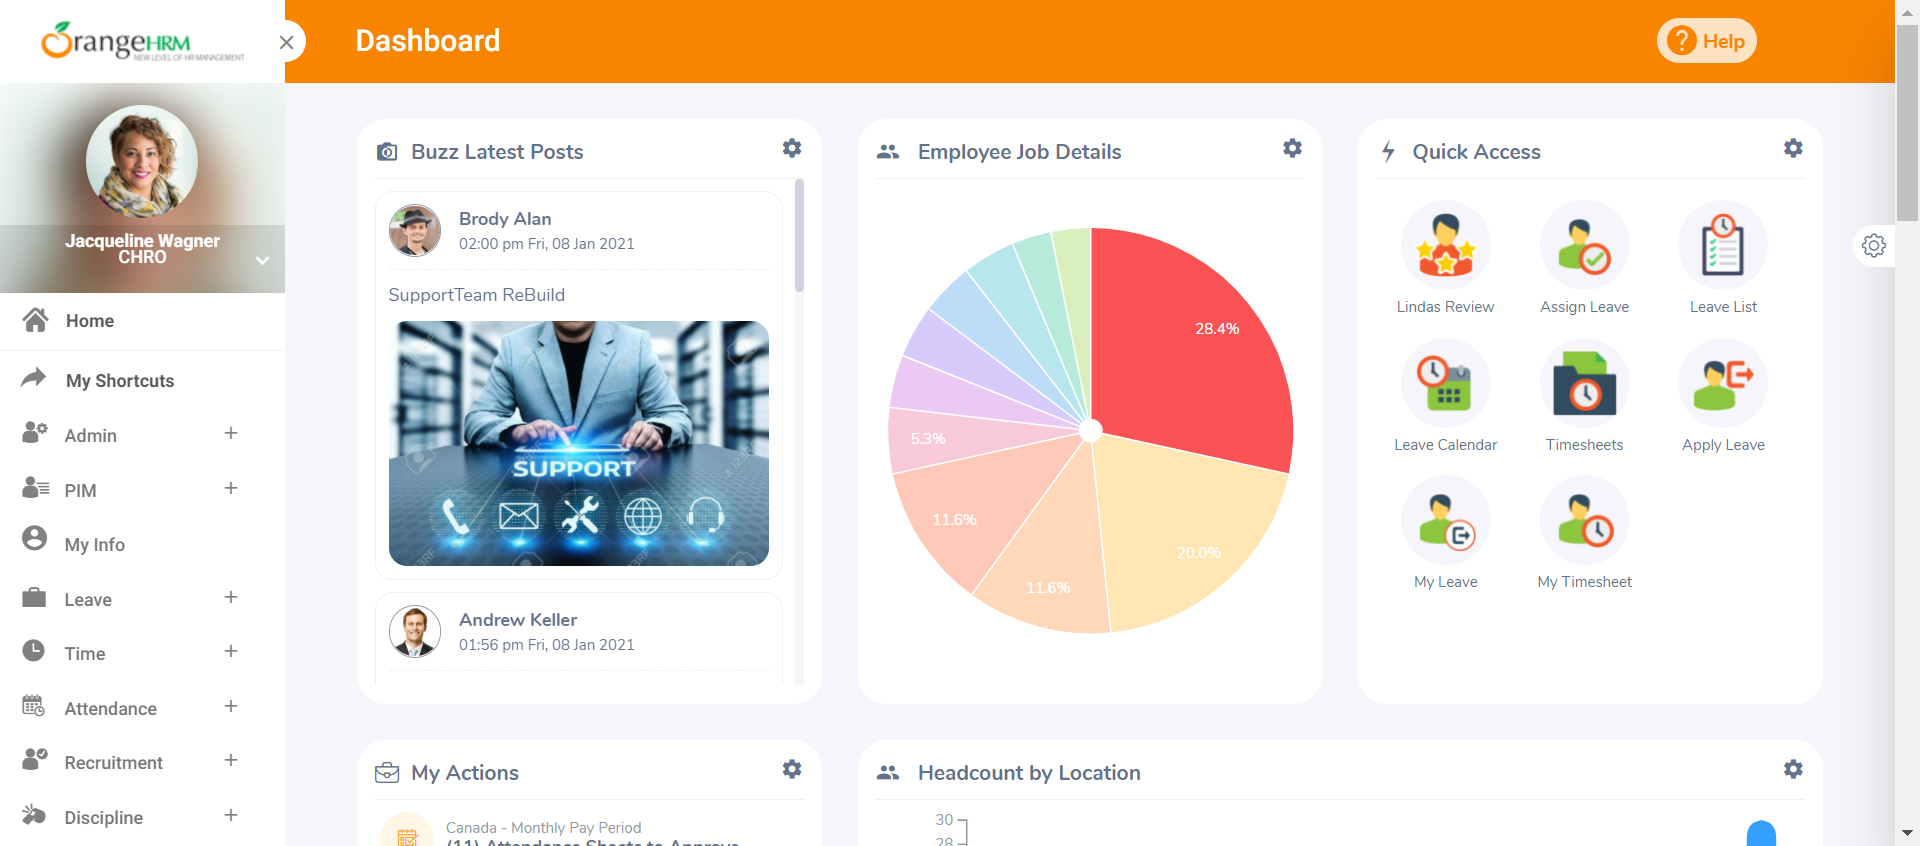 OrangeHRM
NEW LEVEL OF HR MANAGEMENT
Dashboard
? Help
Jacqueline Wagner
CHRO
Home
My Shortcuts
Admin +
PIM +
My Info
Leave +
Time +
Attendance +
Recruitment +
Discipline +
Buzz Latest Posts
Brody Alan
02:00 pm Fri, 08 Jan 2021
SupportTeam ReBuild
SUPPORT
Andrew Keller
01:56 pm Fri, 08 Jan 2021
Employee Job Details
28.4%
5.3%
11.6%
20.0%
11.6%
Quick Access
Lindas Review
Assign Leave
Leave List
Leave Calendar
Timesheets
Apply Leave
My Leave
My Timesheet
My Actions
Canada - Monthly Pay Period
(11) Attendance Sheets to Approve
Headcount by Location
30
28